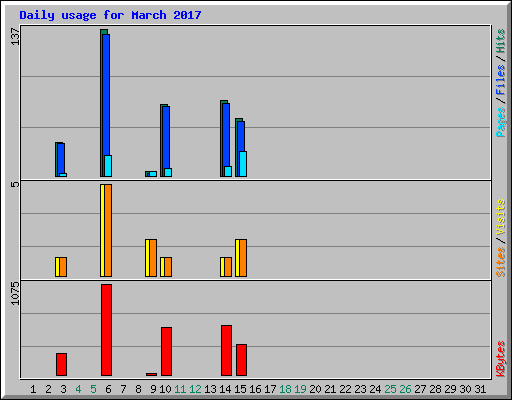 Daily usage for March 2017
137
Pages/Files/Hits
5
Sites/Visits
1075
KBytes
1 2 3 4 5 6 7 8 9 10 11 12 13 14 15 16 17 18 19 20 21 22 23 24 25 26 27 28 29 30 31